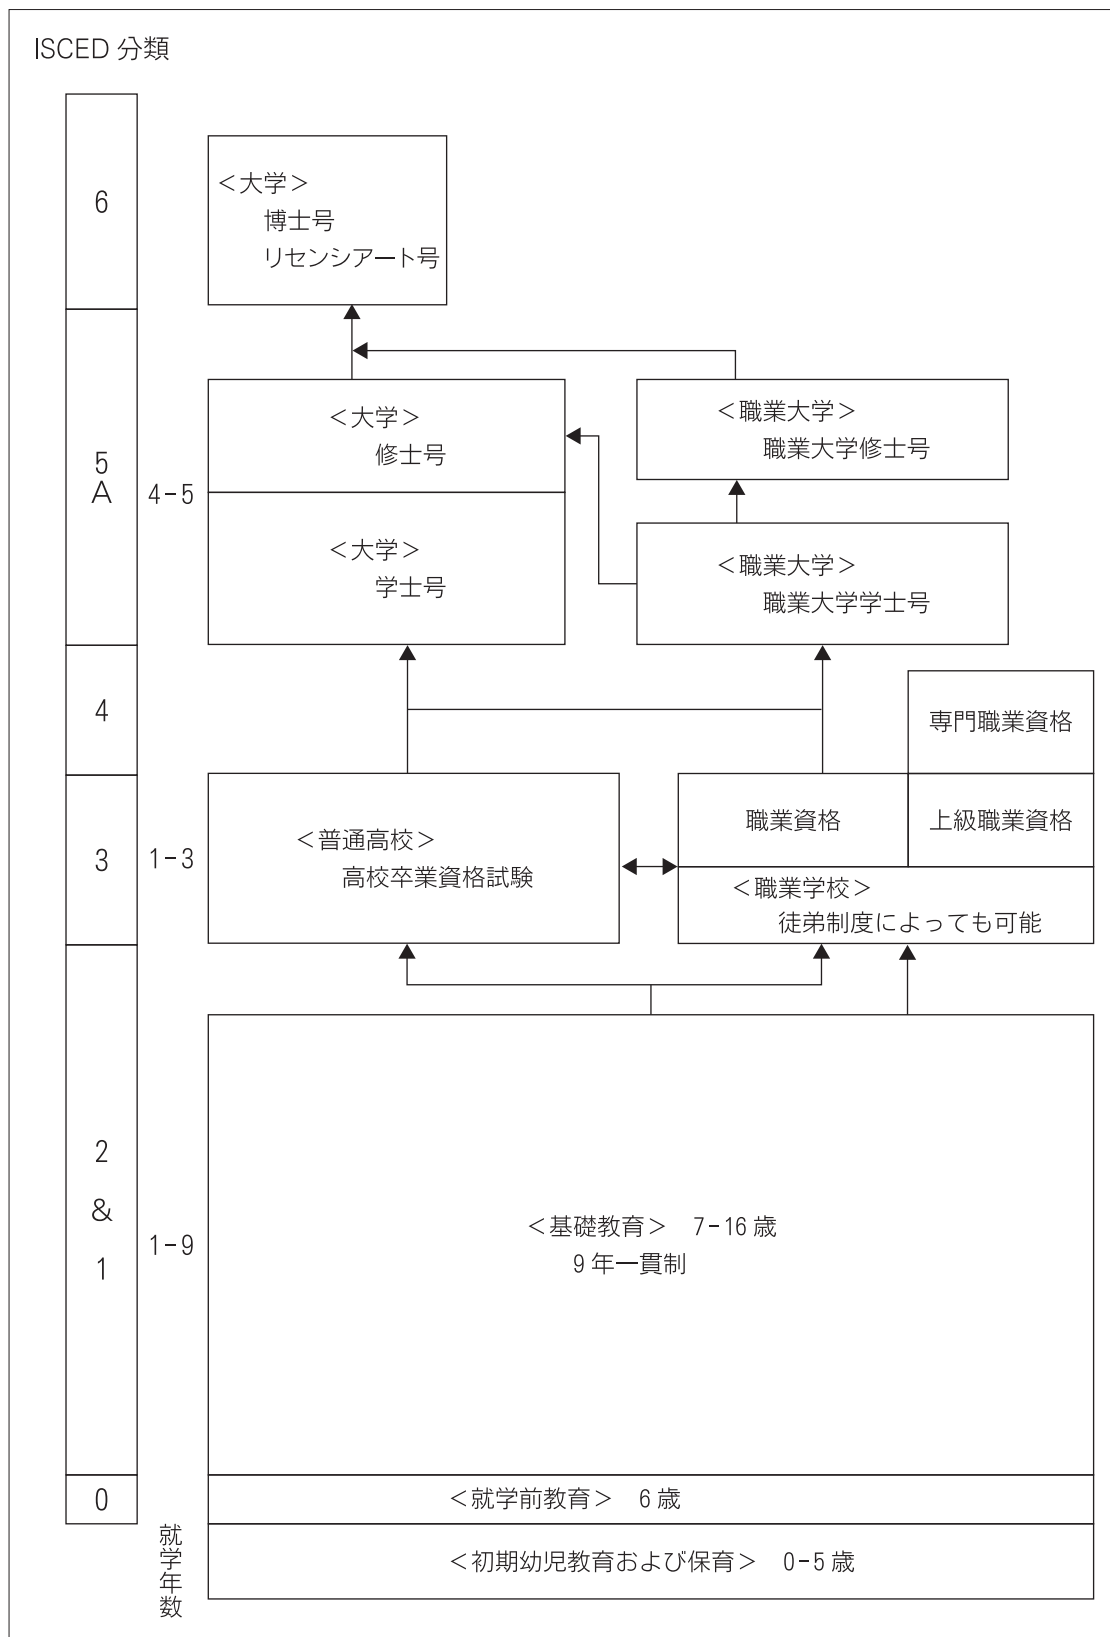 ISCED 分類
6
＜大学＞
博士号
リセンシアート号
5
A
4-5
＜大学＞
修士号
＜職業大学＞
職業大学修士号
＜大学＞
学士号
＜職業大学＞
職業大学学士号
4
専門職業資格
3
1-3
＜普通高校＞
高校卒業資格試験
職業資格
上級職業資格
＜職業学校＞
徒弟制度によっても可能
2
&
1
1-9
＜基礎教育＞　7-16 歳
9 年一貫制
0
＜就学前教育＞　6 歳
就学年数
＜初期幼児教育および保育＞　0-5 歳